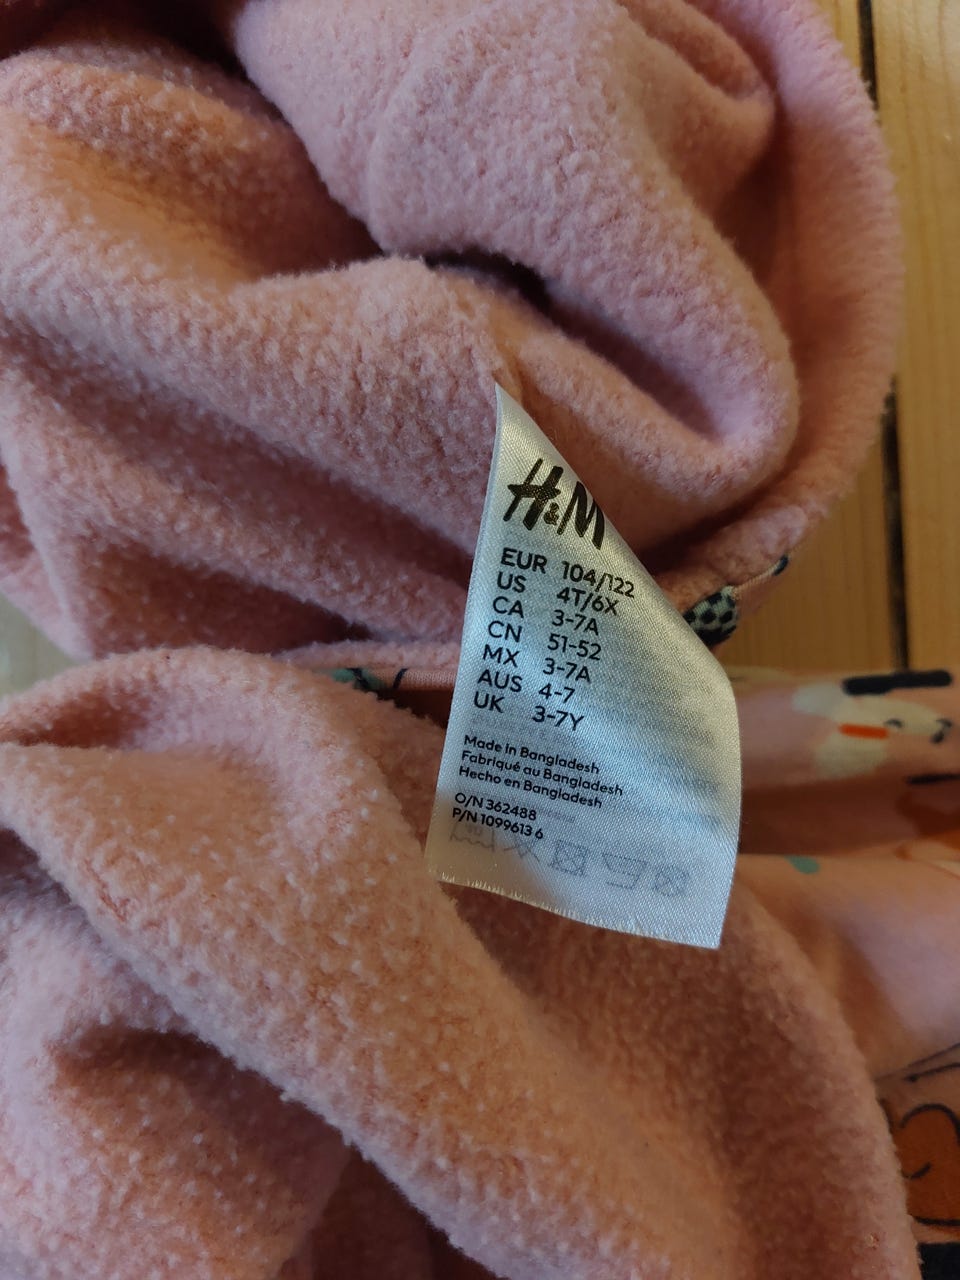 H&M
EUR 104/122
US 4T/6X
CA 3-7A
CN 51-52
MX 3-7A
AUS 4-7
UK 3-7Y
Made in Bangladesh
Fabriqué au Bangladesh
Hecho en Bangladesh
O/N 362488
P/N 1099613 6